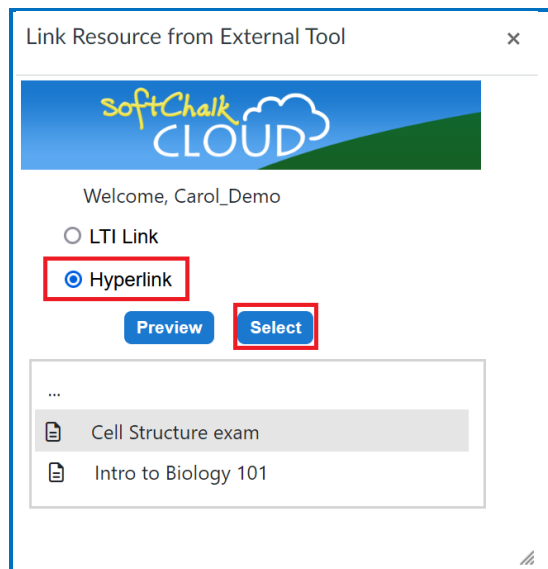 Link Resource from External Tool ×
SoftChalk
CLOUD
Welcome, Carol_Demo
LTI Link
Hyperlink
Preview Select
...
Cell Structure exam
Intro to Biology 101